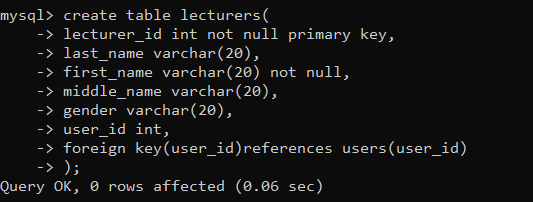 mysql> create table lecturers(
    -> lecturer_id int not null primary key,
    -> last_name varchar(20),
    -> first_name varchar(20) not null,
    -> middle_name varchar(20),
    -> gender varchar(20),
    -> user_id int,
    -> foreign key(user_id)references users(user_id)
    -> );
Query OK, 0 rows affected (0.06 sec)